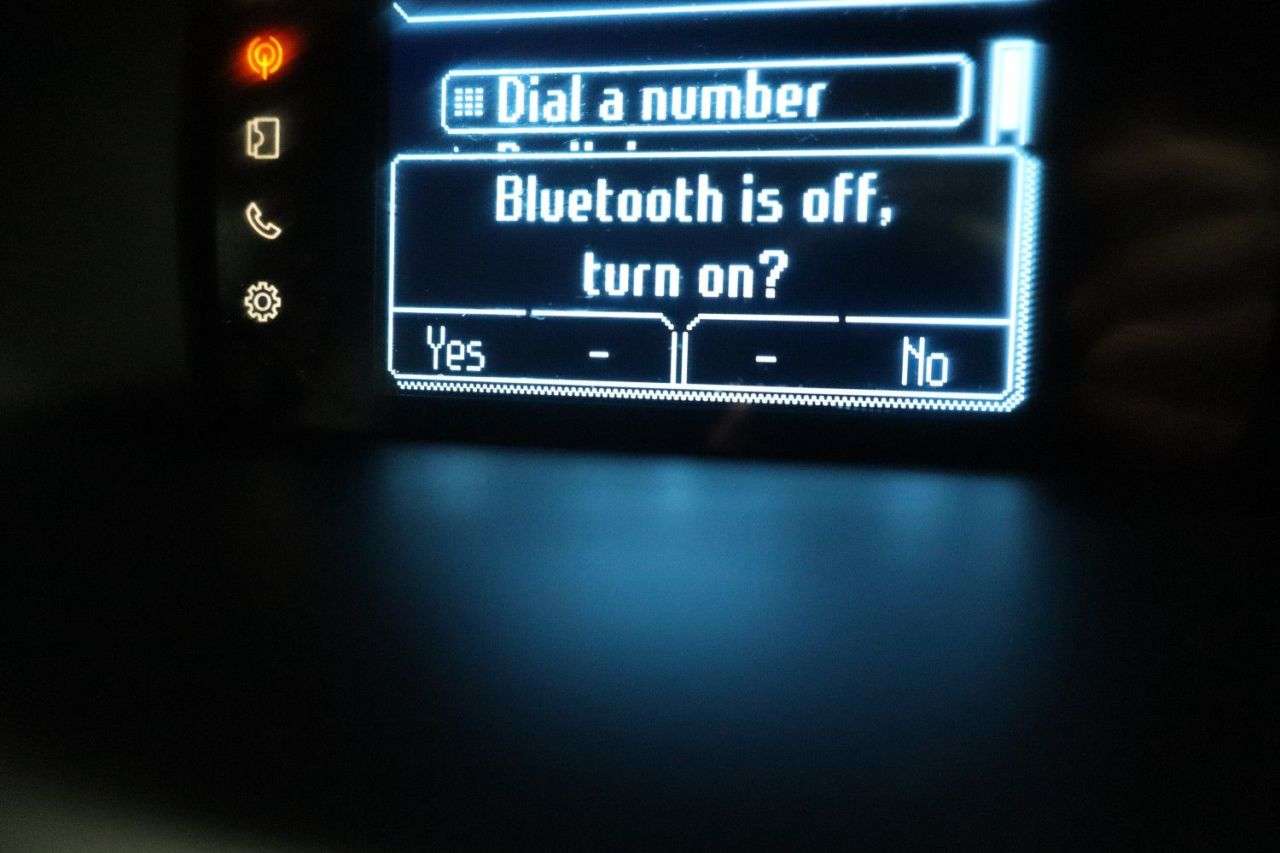 Dial a number
Bluetooth is off,
turn on?
Yes - - No